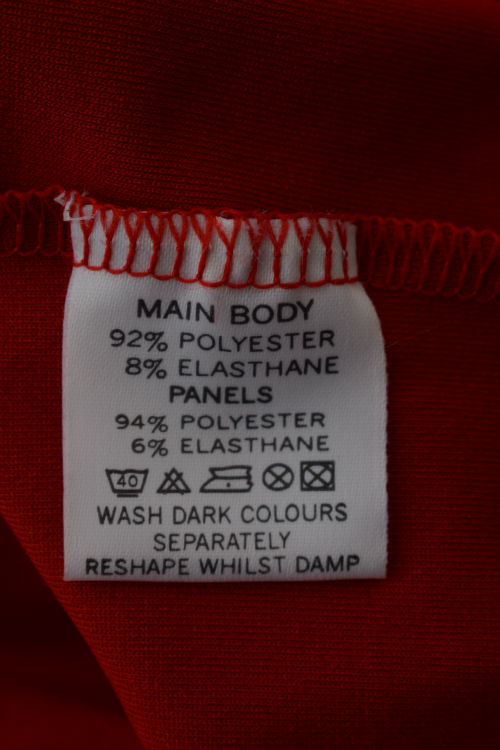 MAIN BODY
92% POLYESTER
8% ELASTHANE
PANELS
94% POLYESTER
6% ELASTHANE
40
WASH DARK COLOURS
SEPARATELY
RESHAPE WHILST DAMP